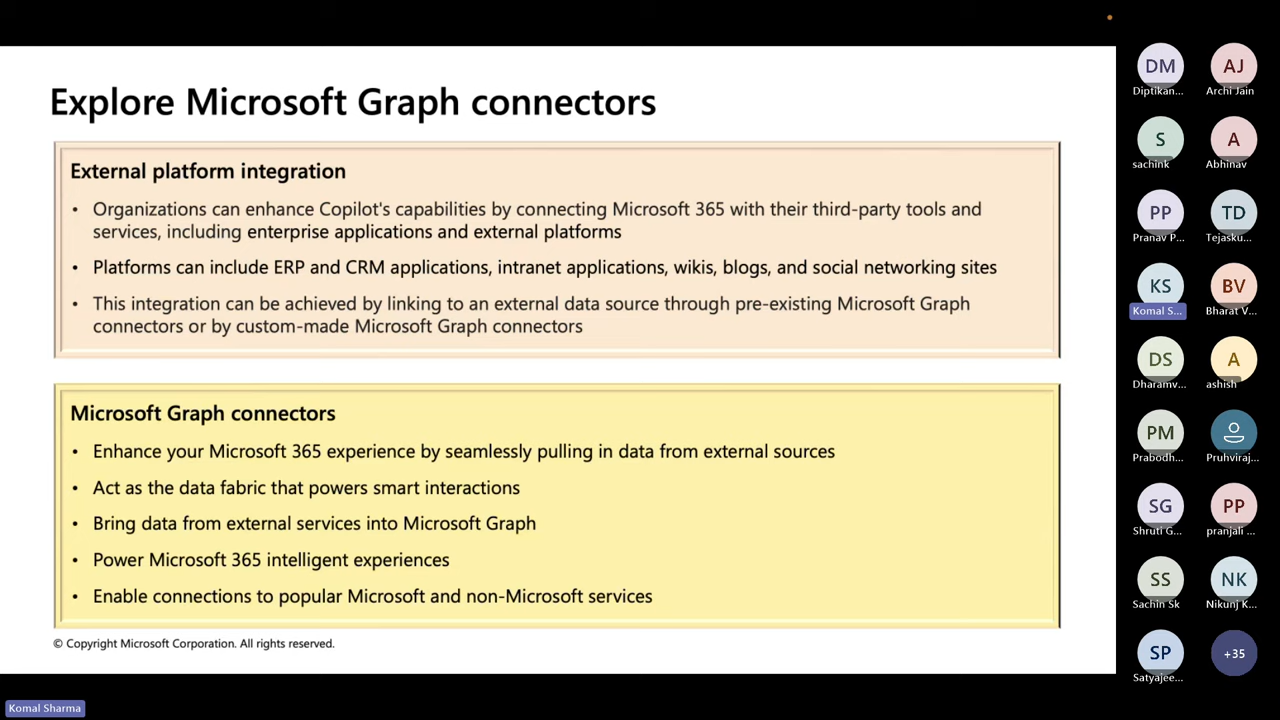 Explore Microsoft Graph connectors
External platform integration
• Organizations can enhance Copilot's capabilities by connecting Microsoft 365 with their third-party tools and
services, including enterprise applications and external platforms
• Platforms can include ERP and CRM applications, intranet applications, wikis, blogs, and social networking sites
• This integration can be achieved by linking to an external data source through pre-existing Microsoft Graph
connectors or by custom-made Microsoft Graph connectors
Microsoft Graph connectors
• Enhance your Microsoft 365 experience by seamlessly pulling in data from external sources
• Act as the data fabric that powers smart interactions
• Bring data from external services into Microsoft Graph
• Power Microsoft 365 intelligent experiences
• Enable connections to popular Microsoft and non-Microsoft services
© Copyright Microsoft Corporation. All rights reserved.
Komal Sharma
DM AJ
Diptikan... Archi Jain
S A
sachink Abhinav
PP TD
Pranav P... Tejasku...
KS BV
Komal S... Bharat V...
DS A
Dharamv... ashish
PM
Prabodh... Pruhviraj...
SG PP
Shruti G... pranjali ...
SS NK
Sachin Sk Nikunj K...
SP +35
Satyajee...